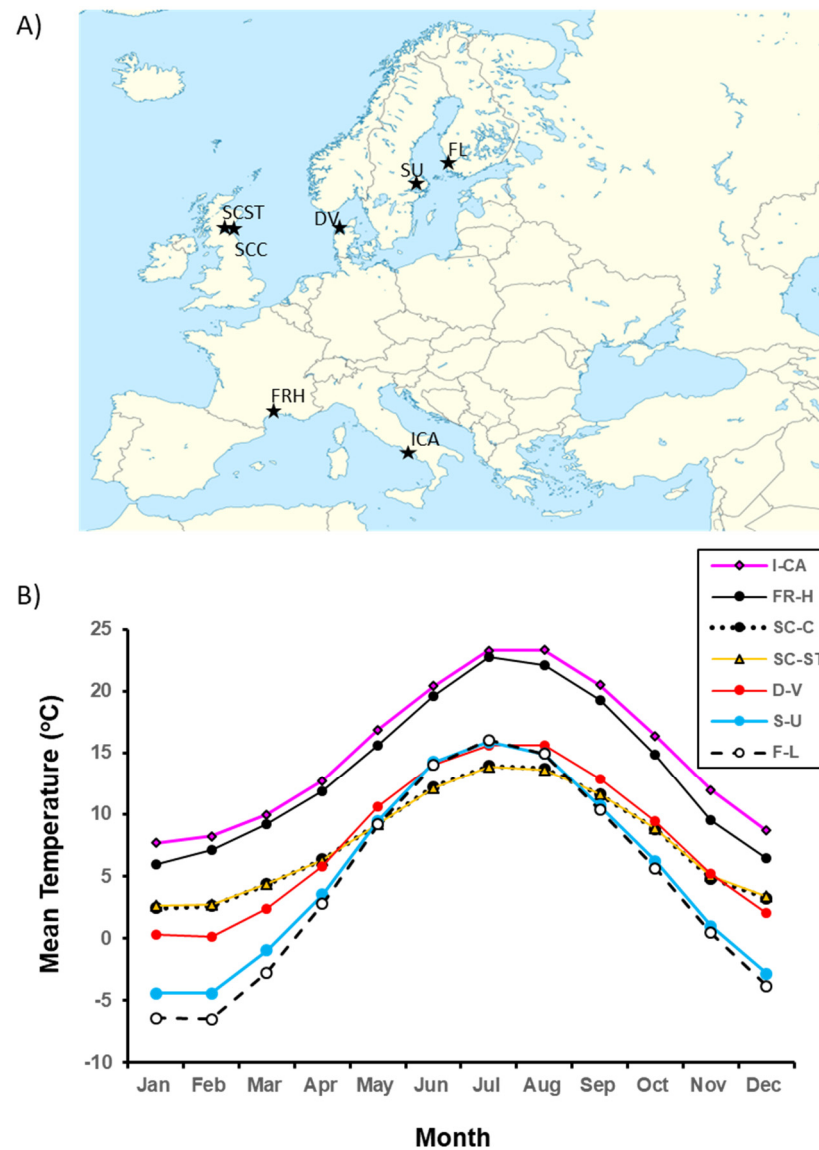 A)
FL
SU
SCST
DV
SCC
FRH
ICA
B)
I-CA
FR-H
SC-C
SC-ST
D-V
S-U
F-L
25
20
15
10
5
0
-5
-10
Mean Temperature (°C)
Jan Feb Mar Apr May Jun Jul Aug Sep Oct Nov Dec
Month